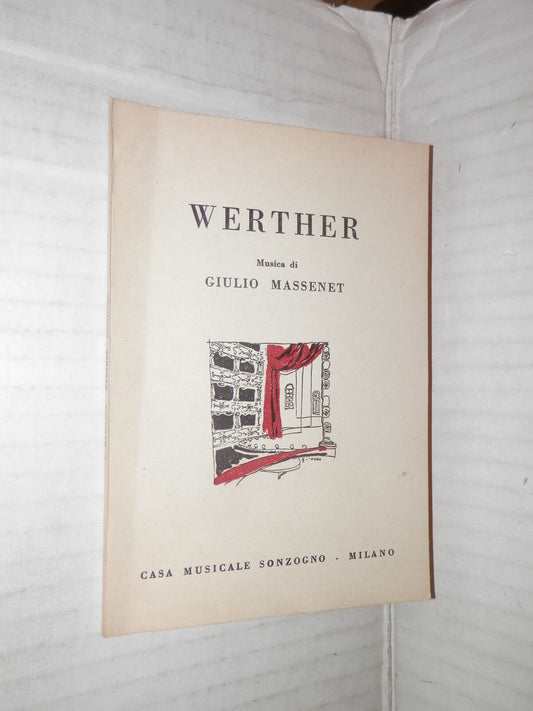 WERTHER
Musica di
GIULIO MASSENET
CASA MUSICALE SONZOGNO - MILANO